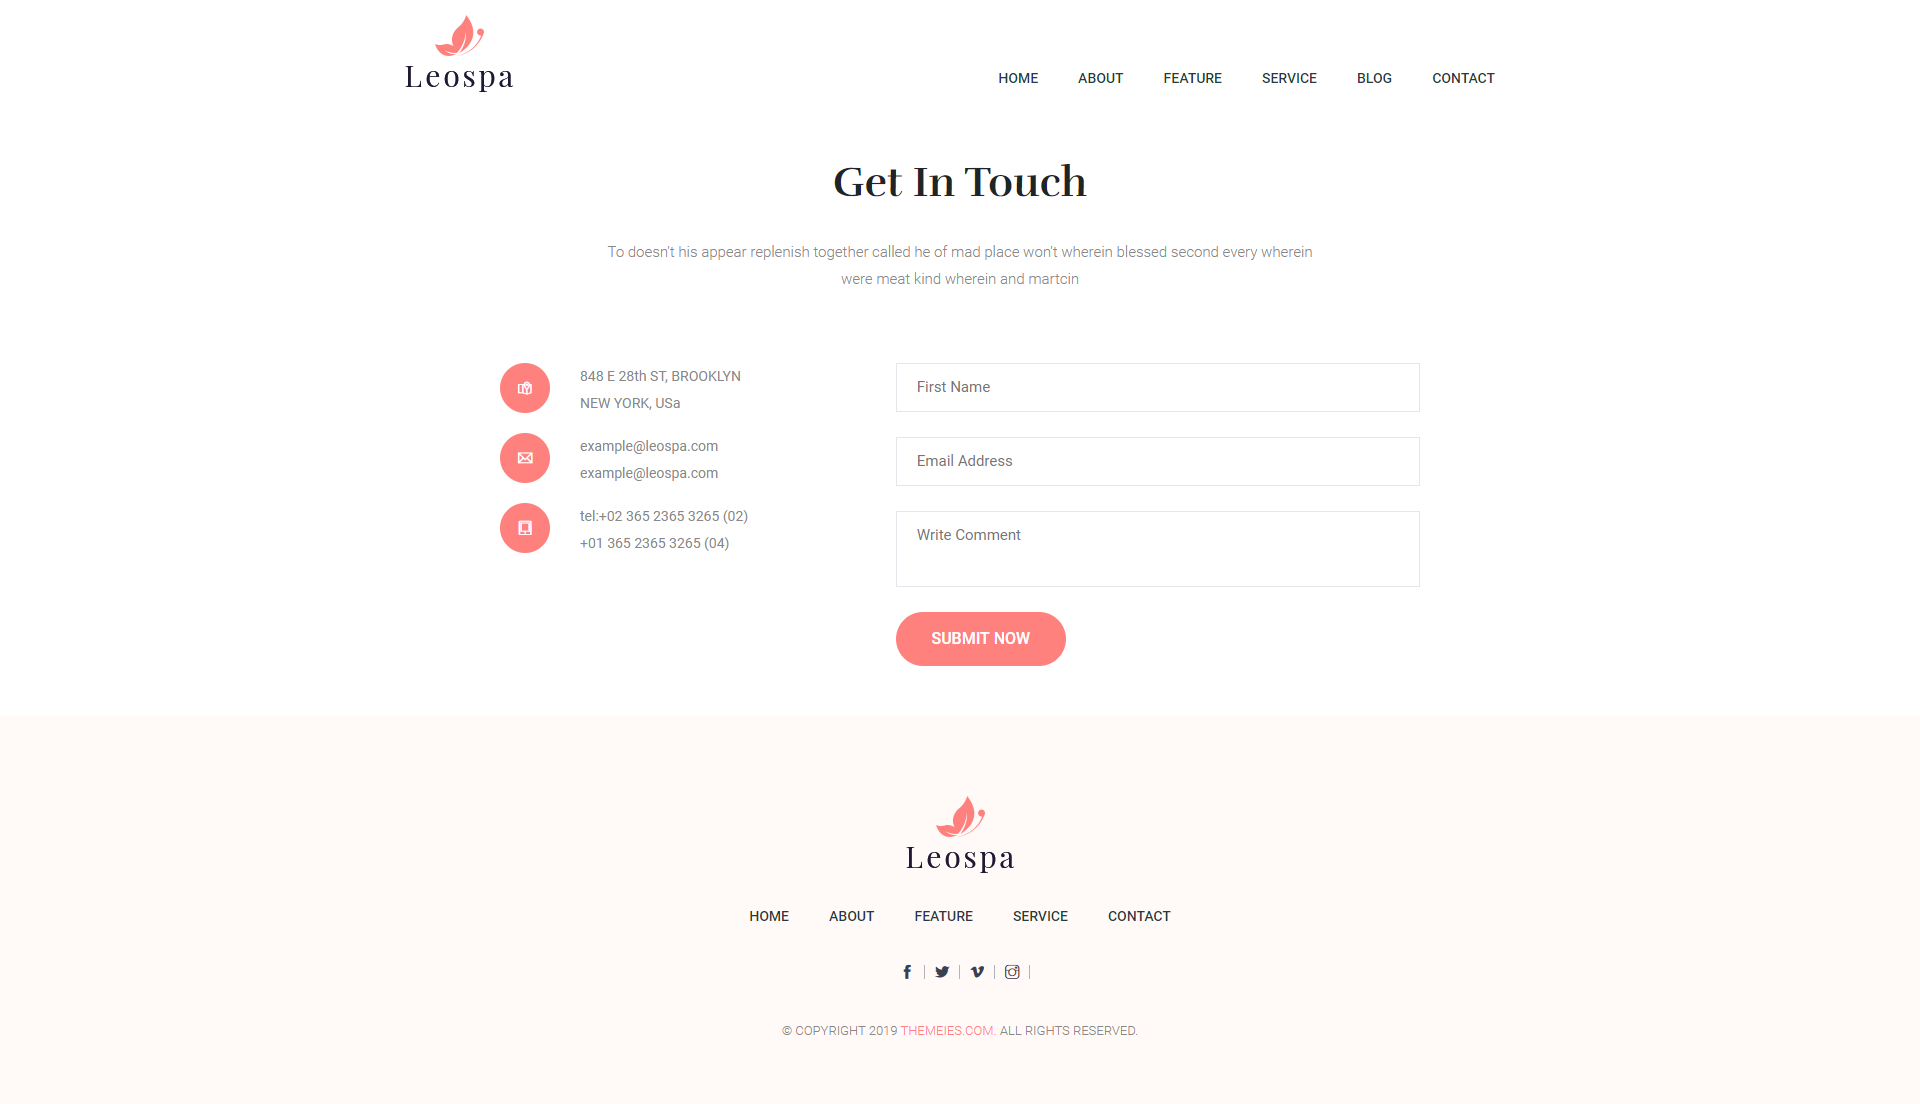 Leospa
HOME ABOUT FEATURE SERVICE BLOG CONTACT
Get In Touch
To doesn't his appear replenish together called he of mad place won't wherein blessed second every wherein
were meat kind wherein and martcin
848 E 28th ST, BROOKLYN
NEW YORK, USa
example@leospa.com
example@leospa.com
tel:+02 365 2365 3265 (02)
+01 365 2365 3265 (04)
First Name
Email Address
Write Comment
SUBMIT NOW
Leospa
HOME ABOUT FEATURE SERVICE CONTACT
© COPYRIGHT 2019 THEMEIES.COM. ALL RIGHTS RESERVED.